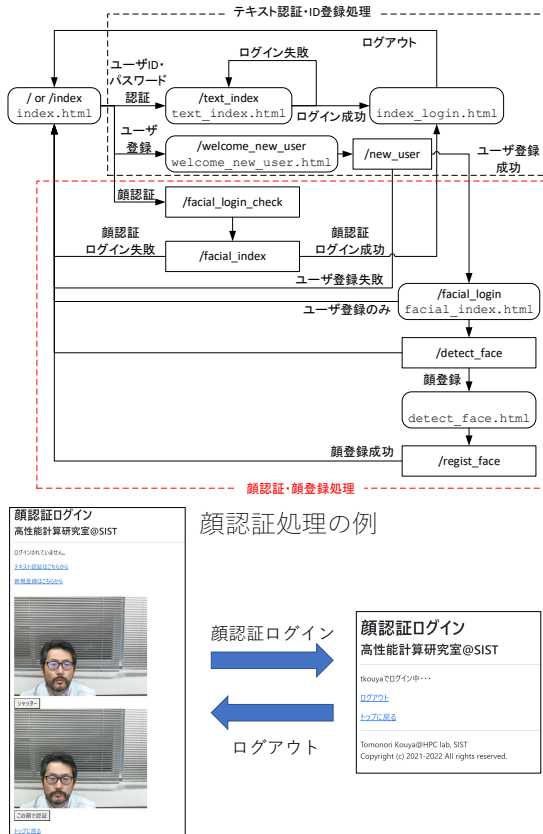 テキスト認証・ID登録処理
ログアウト
ユーザID・
パスワード
認証
ログイン失敗
/ or /index
index.html
/text_index
text_index.html
ログイン成功
index_login.html
ユーザ
登録
/welcome_new_user
welcome_new_user.html
/new_user
ユーザ登録
成功
顔認証
/facial_login_check
顔認証
ログイン失敗
/facial_index
顔認証
ログイン成功
ユーザ登録失敗
/facial_login
facial_index.html
ユーザ登録のみ
/detect_face
顔登録
detect_face.html
顔登録成功
/regist_face
顔認証・顔登録処理
顔認証処理の例
顔認証ログイン
高性能計算研究室@SIST
ログインされていません。
テキスト認証はこちらから
新規登録はこちらから
シャッター
この顔で認証
トップに戻る
顔認証ログイン
ログアウト
顔認証ログイン
高性能計算研究室@SIST
tkouyaでログイン中・・・
ログアウト
トップに戻る
Tomonori Kouya@HPC lab, SIST
Copyright (c) 2021-2022 All rights reserved.